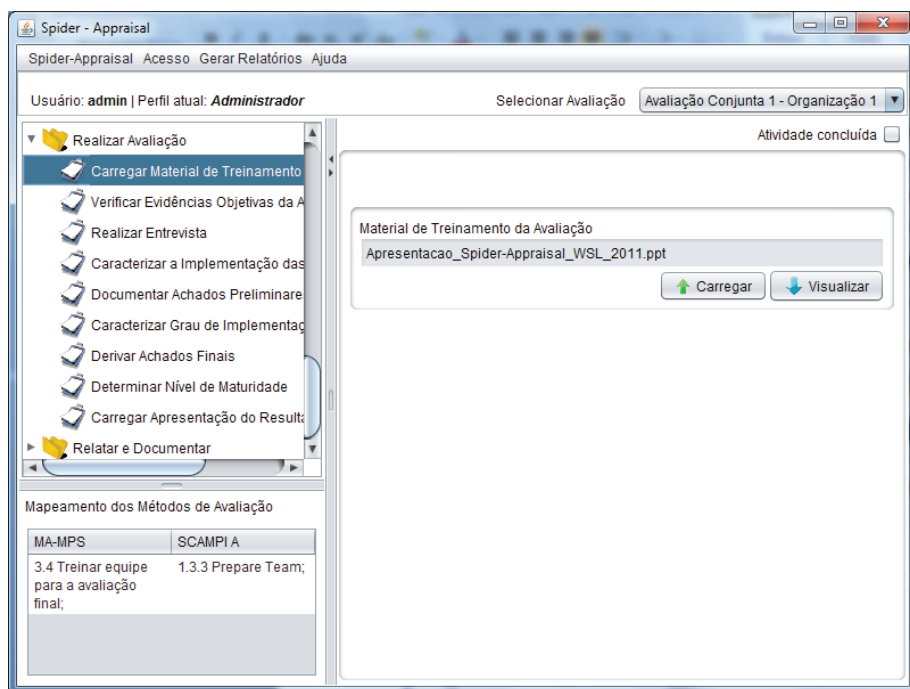 Spider - Appraisal
Spider-Appraisal Acesso Gerar Relatórios Ajuda
Usuário: admin | Perfil atual: Administrador
Selecionar Avaliação
Avaliação Conjunta 1 - Organização 1
Atividade concluída
Realizar Avaliação
Carregar Material de Treinamento
Verificar Evidências Objetivas da A
Realizar Entrevista
Caracterizar a Implementação das
Documentar Achados Preliminare
Caracterizar Grau de Implementaç
Derivar Achados Finais
Determinar Nível de Maturidade
Carregar Apresentação do Resulta
Relatar e Documentar
Material de Treinamento da Avaliação
Apresentacao_Spider-Appraisal_WSL_2011.ppt
Carregar
Visualizar
Mapeamento dos Métodos de Avaliação
MA-MPS
SCAMPI A
3.4 Treinar equipe
para a avaliação
final;
1.3.3 Prepare Team;